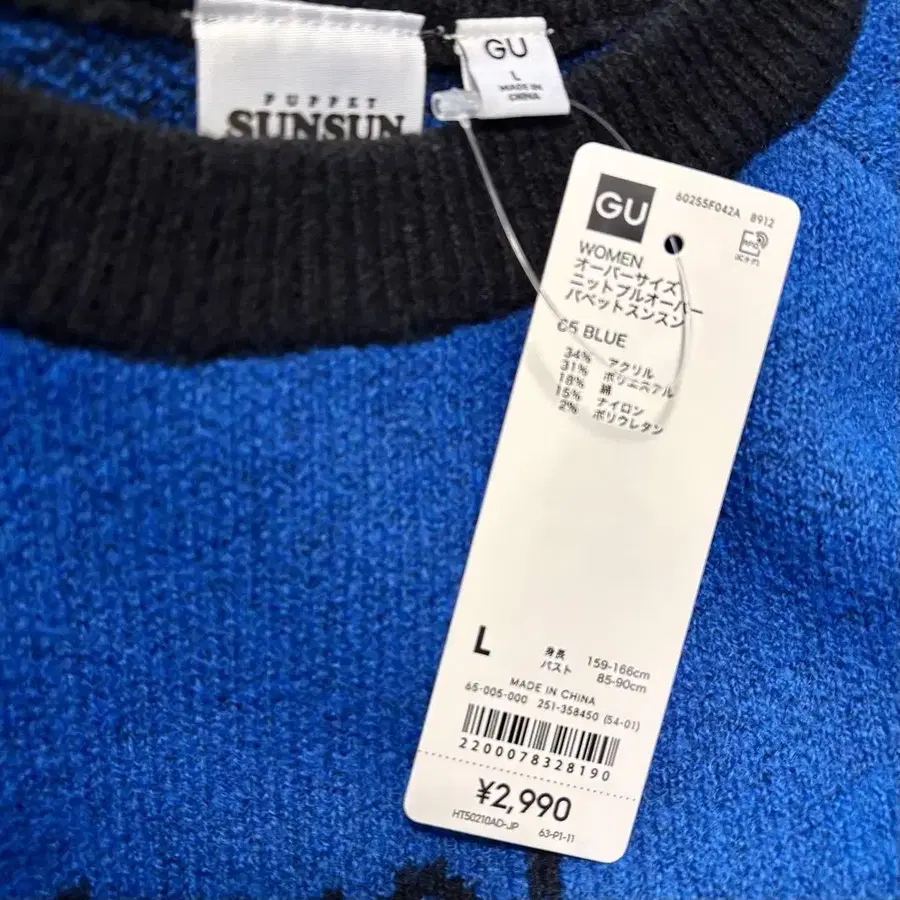 PUPPET
SUNSUN
GU
L
MADE IN
CHINA
GU
60255F042A 8912
RFID
WOMEN
オーバーサイズ
ニットプルオーバー
パペットスンスン
65 BLUE
34% アクリル
31% ポリエステル
18% 綿
15% ナイロン
2% ポリウレタン
L
身長 159-166cm
バスト 85-90cm
MADE IN CHINA
65-005-000 251-358450 (54-01)
2200078328190
¥2,990
HT50210AD-JP 63-P1-11